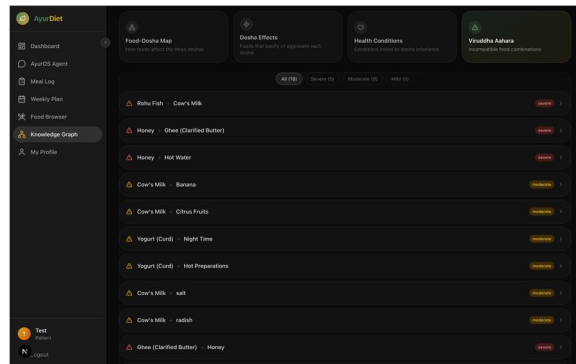 AyurDiet
Dashboard
AyurOS Agent
Meal Log
Weekly Plan
Food Browser
Knowledge Graph
My Profile
T
Test
Patient
N
Logout
Food-Dosha Map
How foods affect the three doshas
Dosha Effects
Foods that pacify or aggravate each
dosha
Health Conditions
Conditions linked to dosha imbalance
Viruddha Aahara
Incompatible food combinations
All (18) Severe (5) Moderate (8) Mild (5)
Rohu Fish + Cow's Milk severe
Honey + Ghee (Clarified Butter) severe
Honey + Hot Water severe
Cow's Milk + Banana moderate
Cow's Milk + Citrus Fruits moderate
Yogurt (Curd) + Night Time moderate
Yogurt (Curd) + Hot Preparations moderate
Cow's Milk + salt moderate
Cow's Milk + radish moderate
Ghee (Clarified Butter) + Honey severe